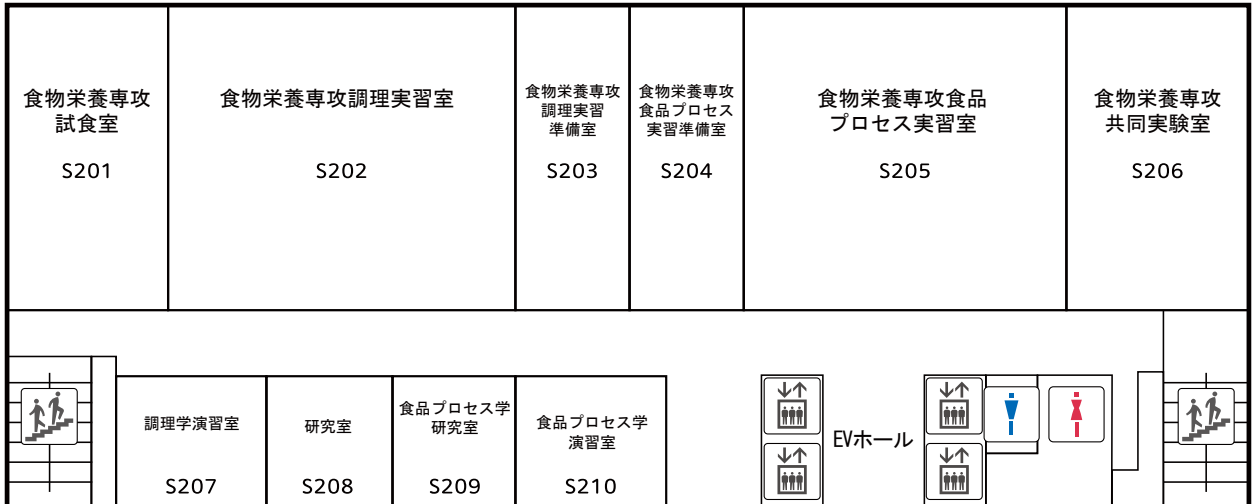 食物栄養専攻
試食室
S201
食物栄養専攻調理実習室
S202
食物栄養専攻
調理実習
準備室
S203
食物栄養専攻
食品プロセス
実習準備室
S204
食物栄養専攻食品
プロセス実習室
S205
食物栄養専攻
共同実験室
S206
調理学演習室
S207
研究室
S208
食品プロセス学
研究室
S209
食品プロセス学
演習室
S210
EVホール